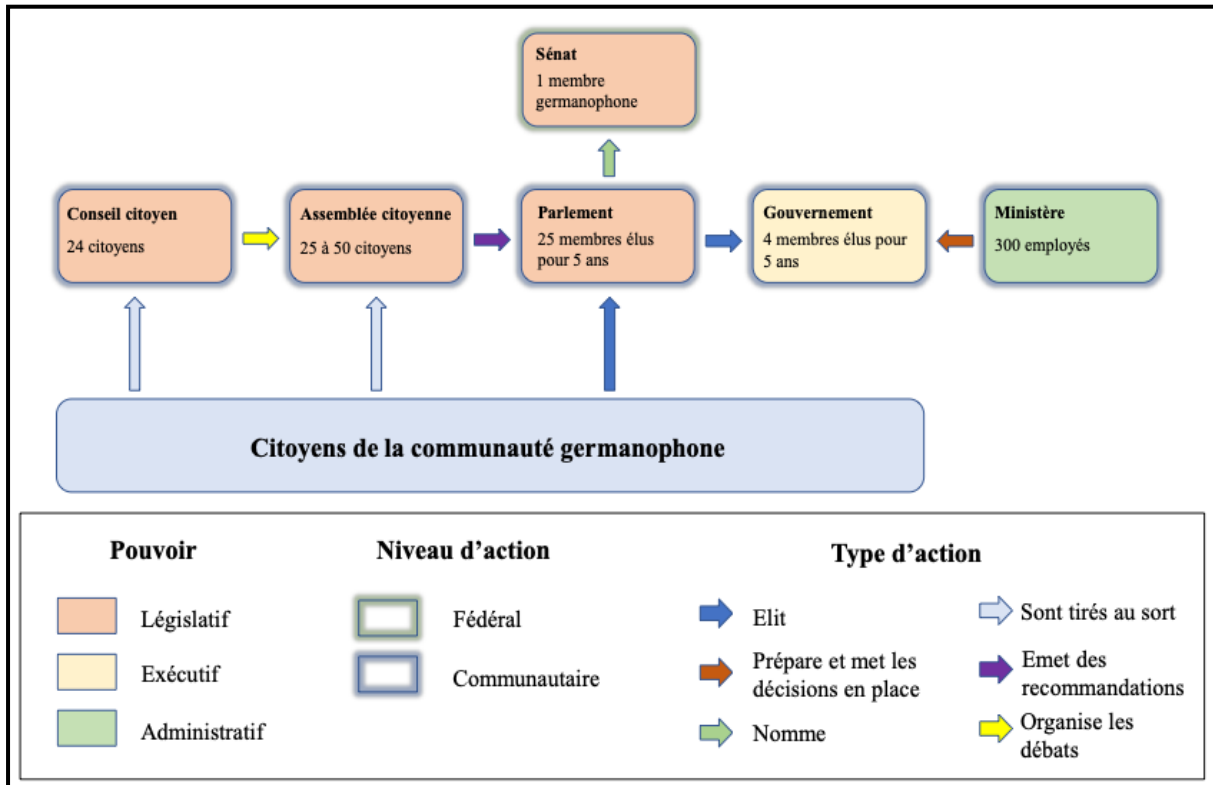 Sénat
1 membre
germanophone
Conseil citoyen
24 citoyens
Assemblée citoyenne
25 à 50 citoyens
Parlement
25 membres élus
pour 5 ans
Gouvernement
4 membres élus pour
5 ans
Ministère
300 employés
Citoyens de la communauté germanophone
Pouvoir
Législatif
Exécutif
Administratif
Niveau d'action
Fédéral
Communautaire
Type d'action
Elit
Prépare et met les
décisions en place
Nomme
Sont tirés au sort
Emet des
recommandations
Organise les
débats